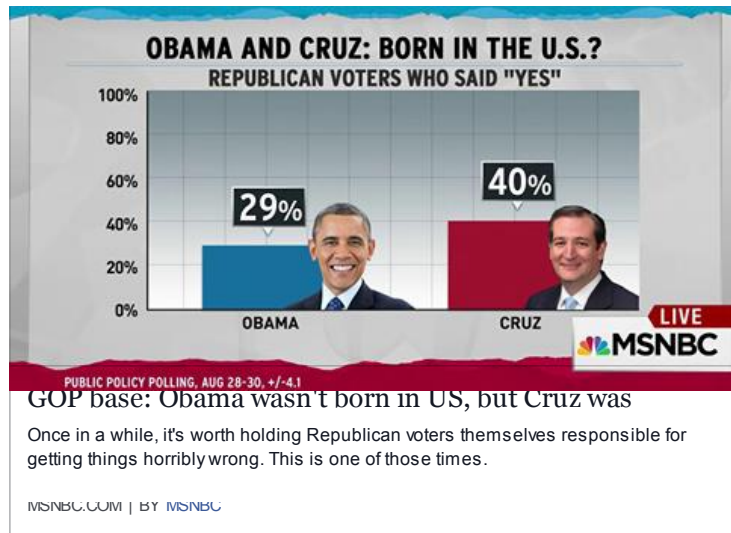 OBAMA AND CRUZ: BORN IN THE U.S.?
REPUBLICAN VOTERS WHO SAID "YES"
100%
80%
60%
40%
20%
0%
29%
40%
OBAMA
CRUZ
LIVE
MSNBC
PUBLIC POLICY POLLING, AUG 28-30, +/-4.1
GOP base: Obama wasn't born in US, but Cruz was
Once in a while, it's worth holding Republican voters themselves responsible for
getting things horribly wrong. This is one of those times.
MSNBC.COM | BY MSNBC